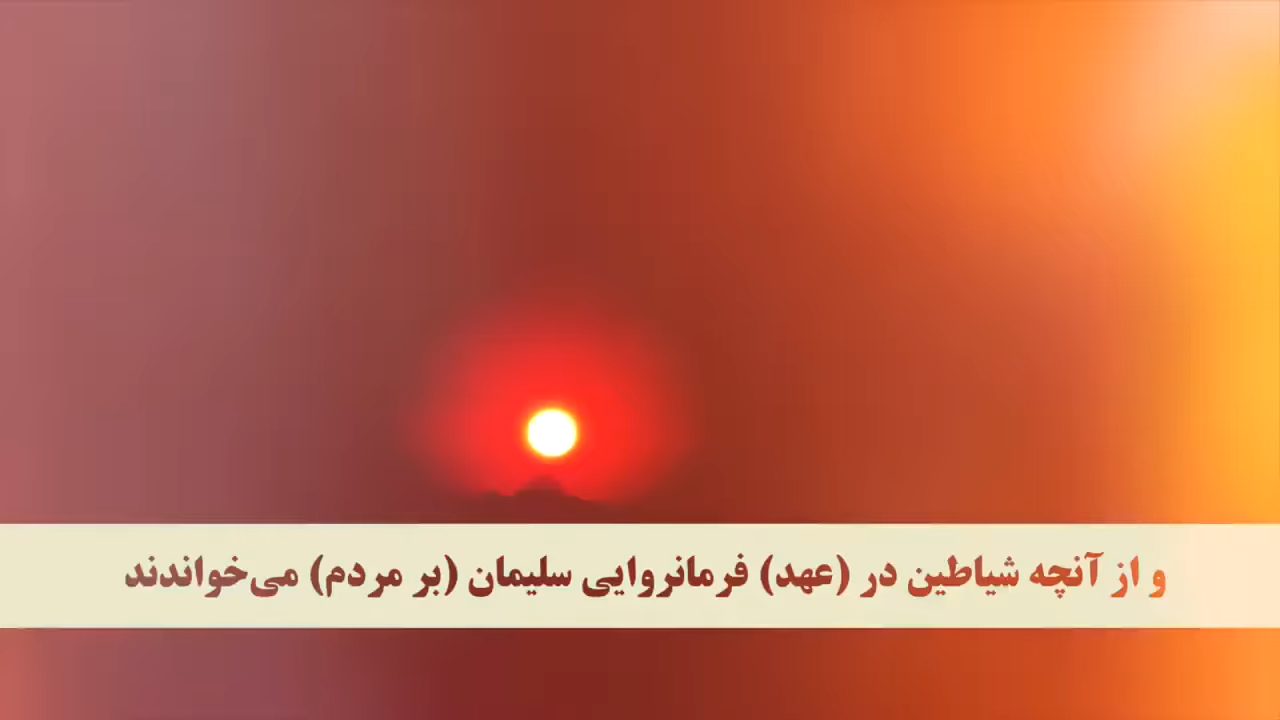 و از آنچه شیاطین در (عهد) فرمانروایی سلیمان (بر مردم) می‌خواندند